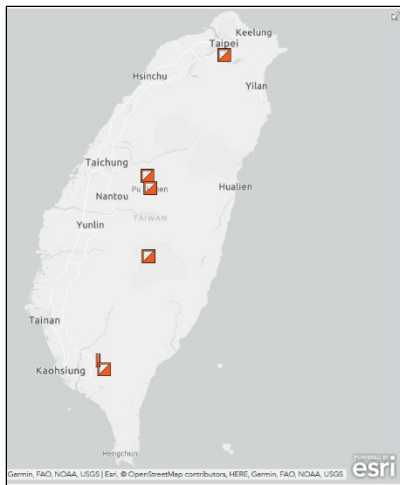 Keelung
Taipei
Hsinchu
Yilan
Taichung
Hualien
Nantou
TAIWAN
Yunlin
Tainan
Kaohsiung
Hengchun
POWERED BY
esri
Garmin, FAO, NOAA, USGS | Esri, © OpenStreetMap contributors, HERE, Garmin, FAO, NOAA, USGS